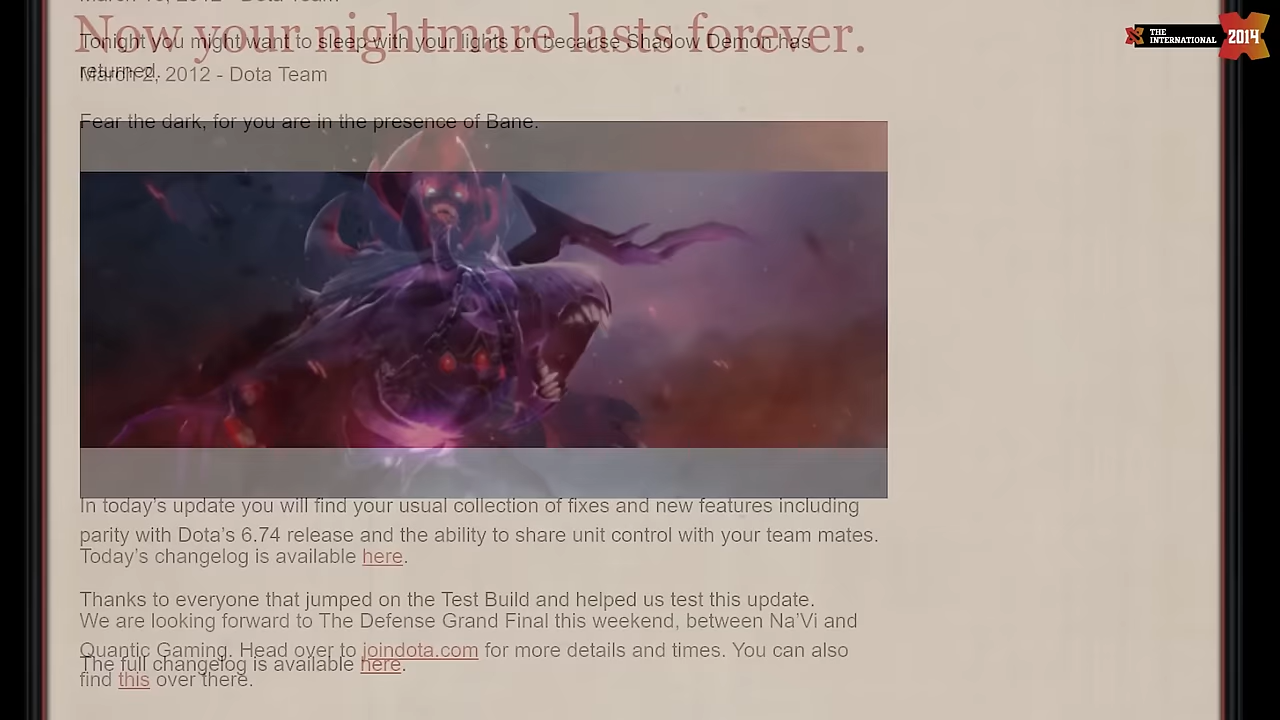 Now your nightmare lasts forever.
Tonight you might want to sleep with your lights on because Shadow Demon has
returned.
March 2, 2012 - Dota Team
THE
INTERNATIONAL
2014
Fear the dark, for you are in the presence of Bane.
In today's update you will find your usual collection of fixes and new features including
parity with Dota's 6.74 release and the ability to share unit control with your team mates.
Today's changelog is available here.
Thanks to everyone that jumped on the Test Build and helped us test this update.
We are looking forward to The Defense Grand Final this weekend, between Na'Vi and
Quantic Gaming. Head over to joindota.com for more details and times. You can also
The full changelog is available here.
find this over there.